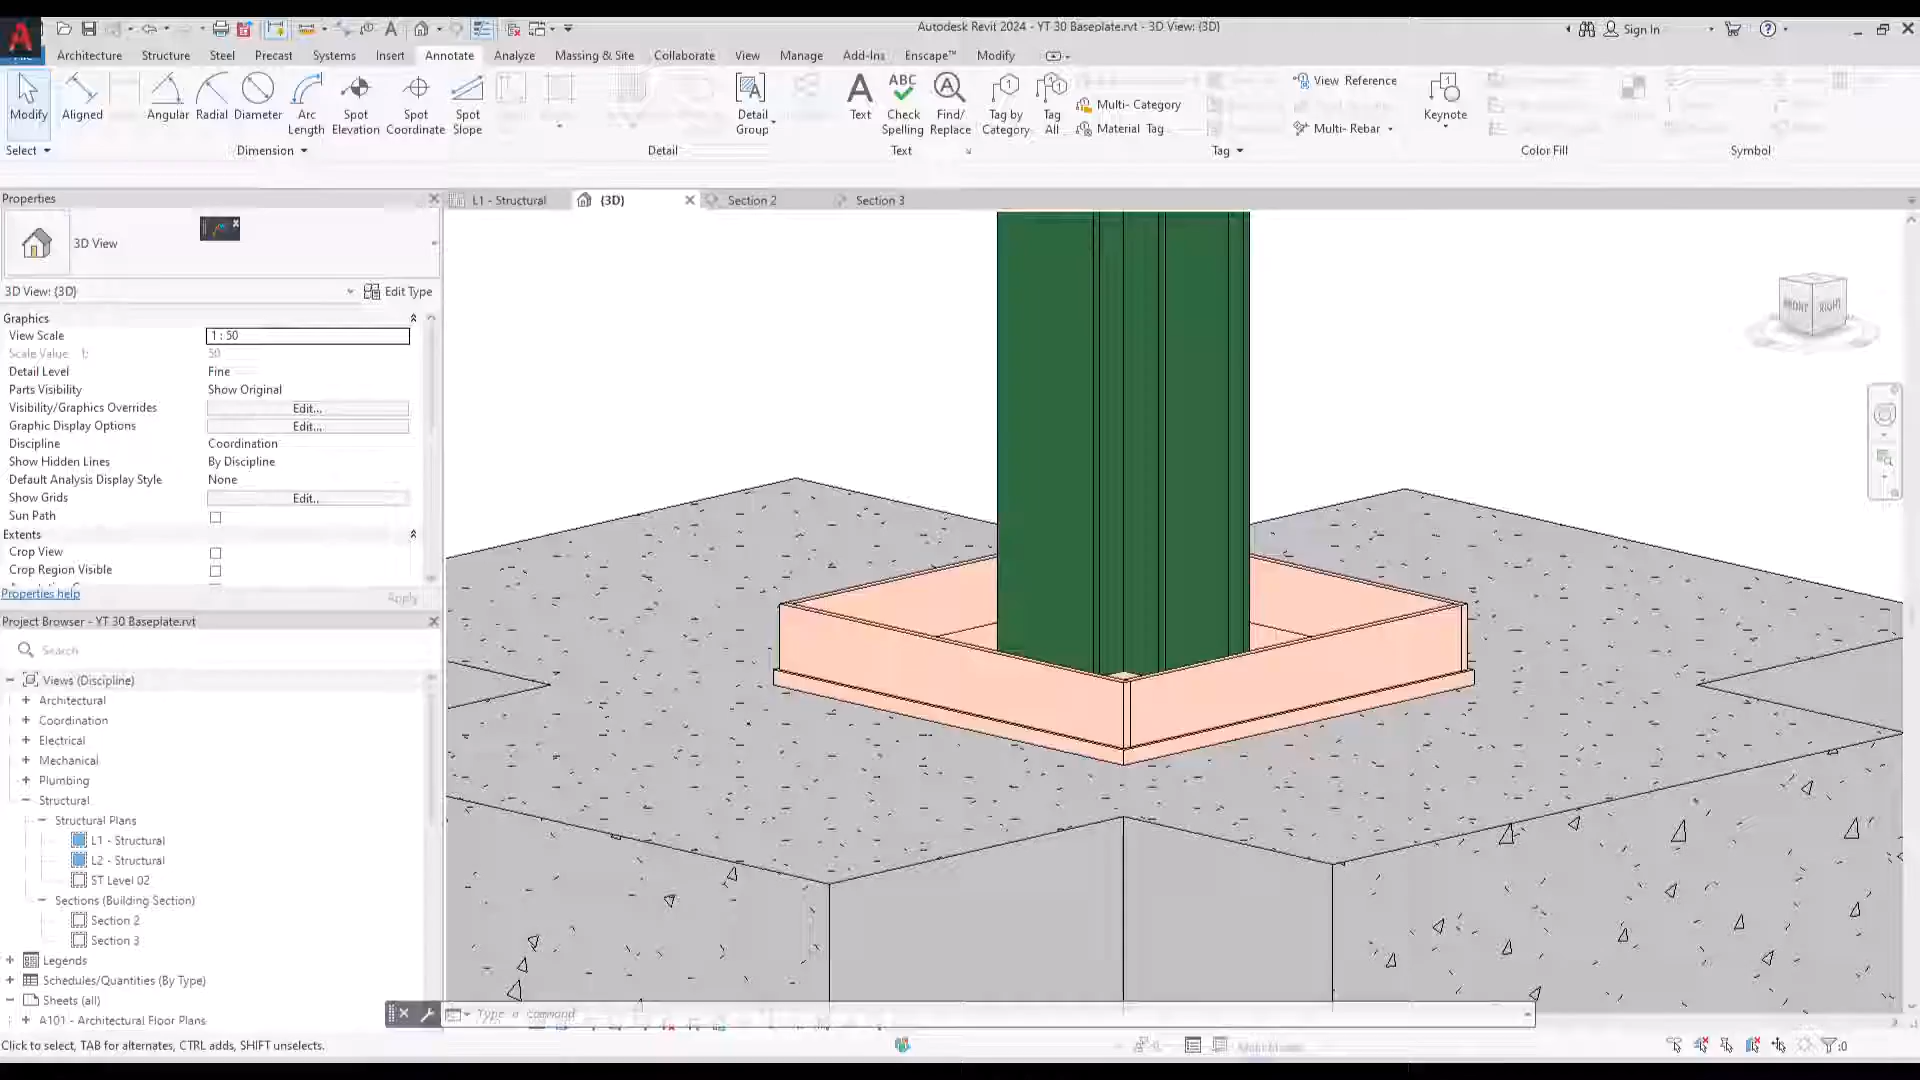 Autodesk Revit 2024 - YT 30 Baseplate.rvt - 3D View: {3D}
Sign In
Architecture Structure Steel Precast Systems Insert Annotate Analyze Massing & Site Collaborate View Manage Add-Ins Enscape™ Modify
Modify
Aligned
Angular
Radial
Diameter
Arc Length
Spot Elevation
Spot Coordinate
Spot Slope
Detail Group
Text
ABC
Check Spelling
Find/ Replace
Tag by Category
Tag All
Multi- Category
Material Tag
View Reference
Multi- Rebar
Keynote
Select
Dimension
Detail
Text
Tag
Color Fill
Symbol
Properties
L1 - Structural
{3D}
Section 2
Section 3
3D View
3D View: {3D}
Edit Type
Graphics
View Scale 1 : 50
Scale Value 1: 50
Detail Level Fine
Parts Visibility Show Original
Visibility/Graphics Overrides Edit...
Graphic Display Options Edit...
Discipline Coordination
Show Hidden Lines By Discipline
Default Analysis Display Style None
Show Grids Edit...
Sun Path
Extents
Crop View
Crop Region Visible
Properties help
Apply
FRONT
RIGHT
Project Browser - YT 30 Baseplate.rvt
Search
Views (Discipline)
Architectural
Coordination
Electrical
Mechanical
Plumbing
Structural
Structural Plans
L1 - Structural
L2 - Structural
ST Level 02
Sections (Building Section)
Section 2
Section 3
Legends
Schedules/Quantities (By Type)
Sheets (all)
A101 - Architectural Floor Plans
Type a command
Click to select, TAB for alternates, CTRL adds, SHIFT unselects.
:0